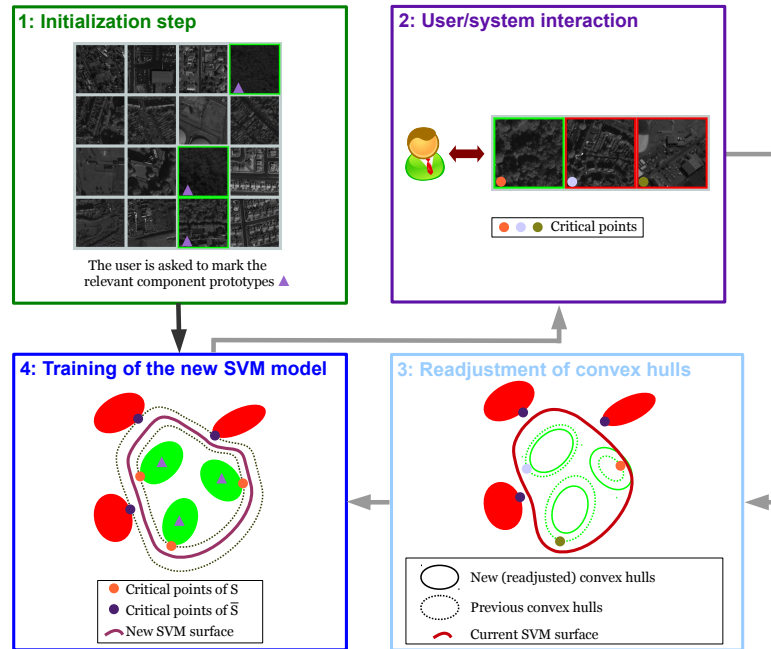 1: Initialization step
The user is asked to mark the
relevant component prototypes
2: User/system interaction
Critical points
4: Training of the new SVM model
Critical points of S
Critical points of S̅
New SVM surface
3: Readjustment of convex hulls
New (readjusted) convex hulls
Previous convex hulls
Current SVM surface